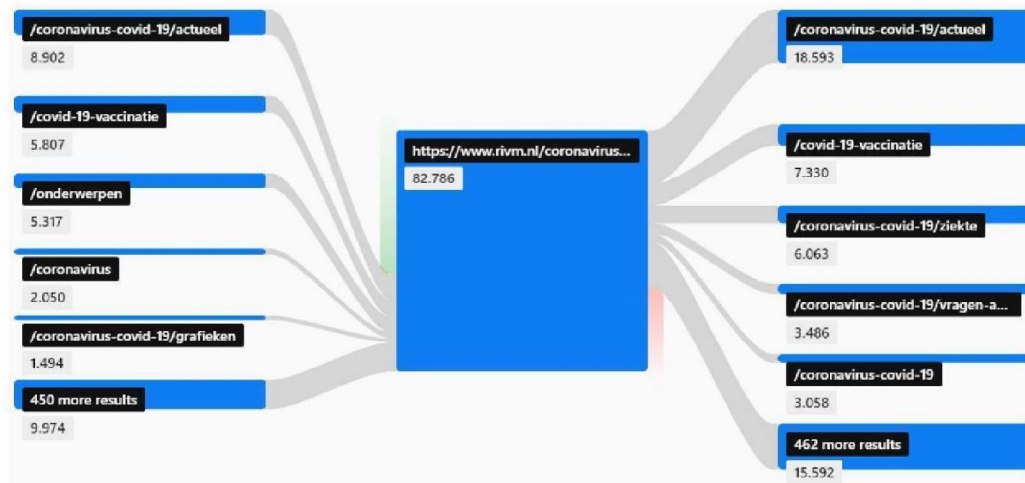 /coronavirus-covid-19/actueel
8.902
/covid-19-vaccinatie
5.807
/onderwerpen
5.317
/coronavirus
2.050
/coronavirus-covid-19/grafieken
1.494
450 more results
9.974
https://www.rivm.nl/coronavirus...
82.786
/coronavirus-covid-19/actueel
18.593
/covid-19-vaccinatie
7.330
/coronavirus-covid-19/ziekte
6.063
/coronavirus-covid-19/vragen-a...
3.486
/coronavirus-covid-19
3.058
462 more results
15.592